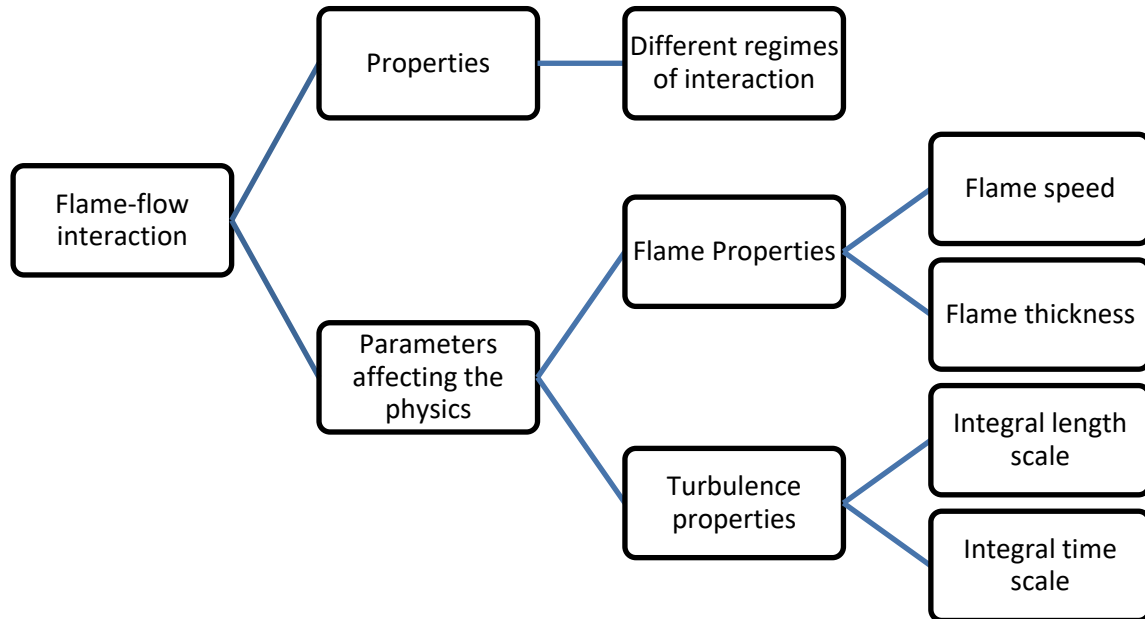 Flame-flow
interaction
Properties
Different regimes
of interaction
Parameters
affecting the
physics
Flame Properties
Flame speed
Flame thickness
Turbulence
properties
Integral length
scale
Integral time
scale